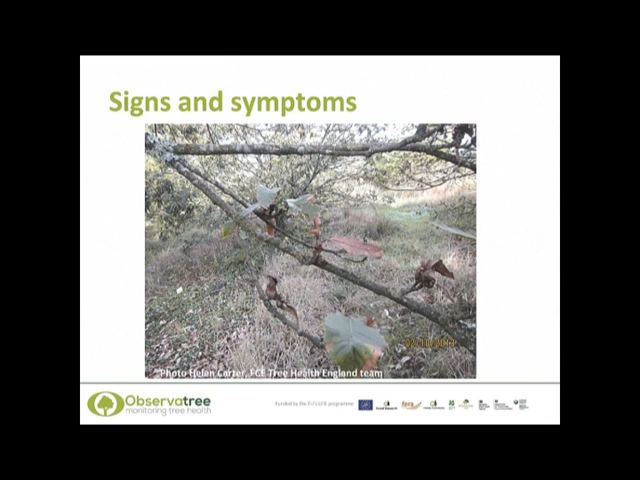 Signs and symptoms
Photo Helen Carter, FCE Tree Health England team
Observatree
monitoring tree health
Funded by the EU's LIFE programme:
fera